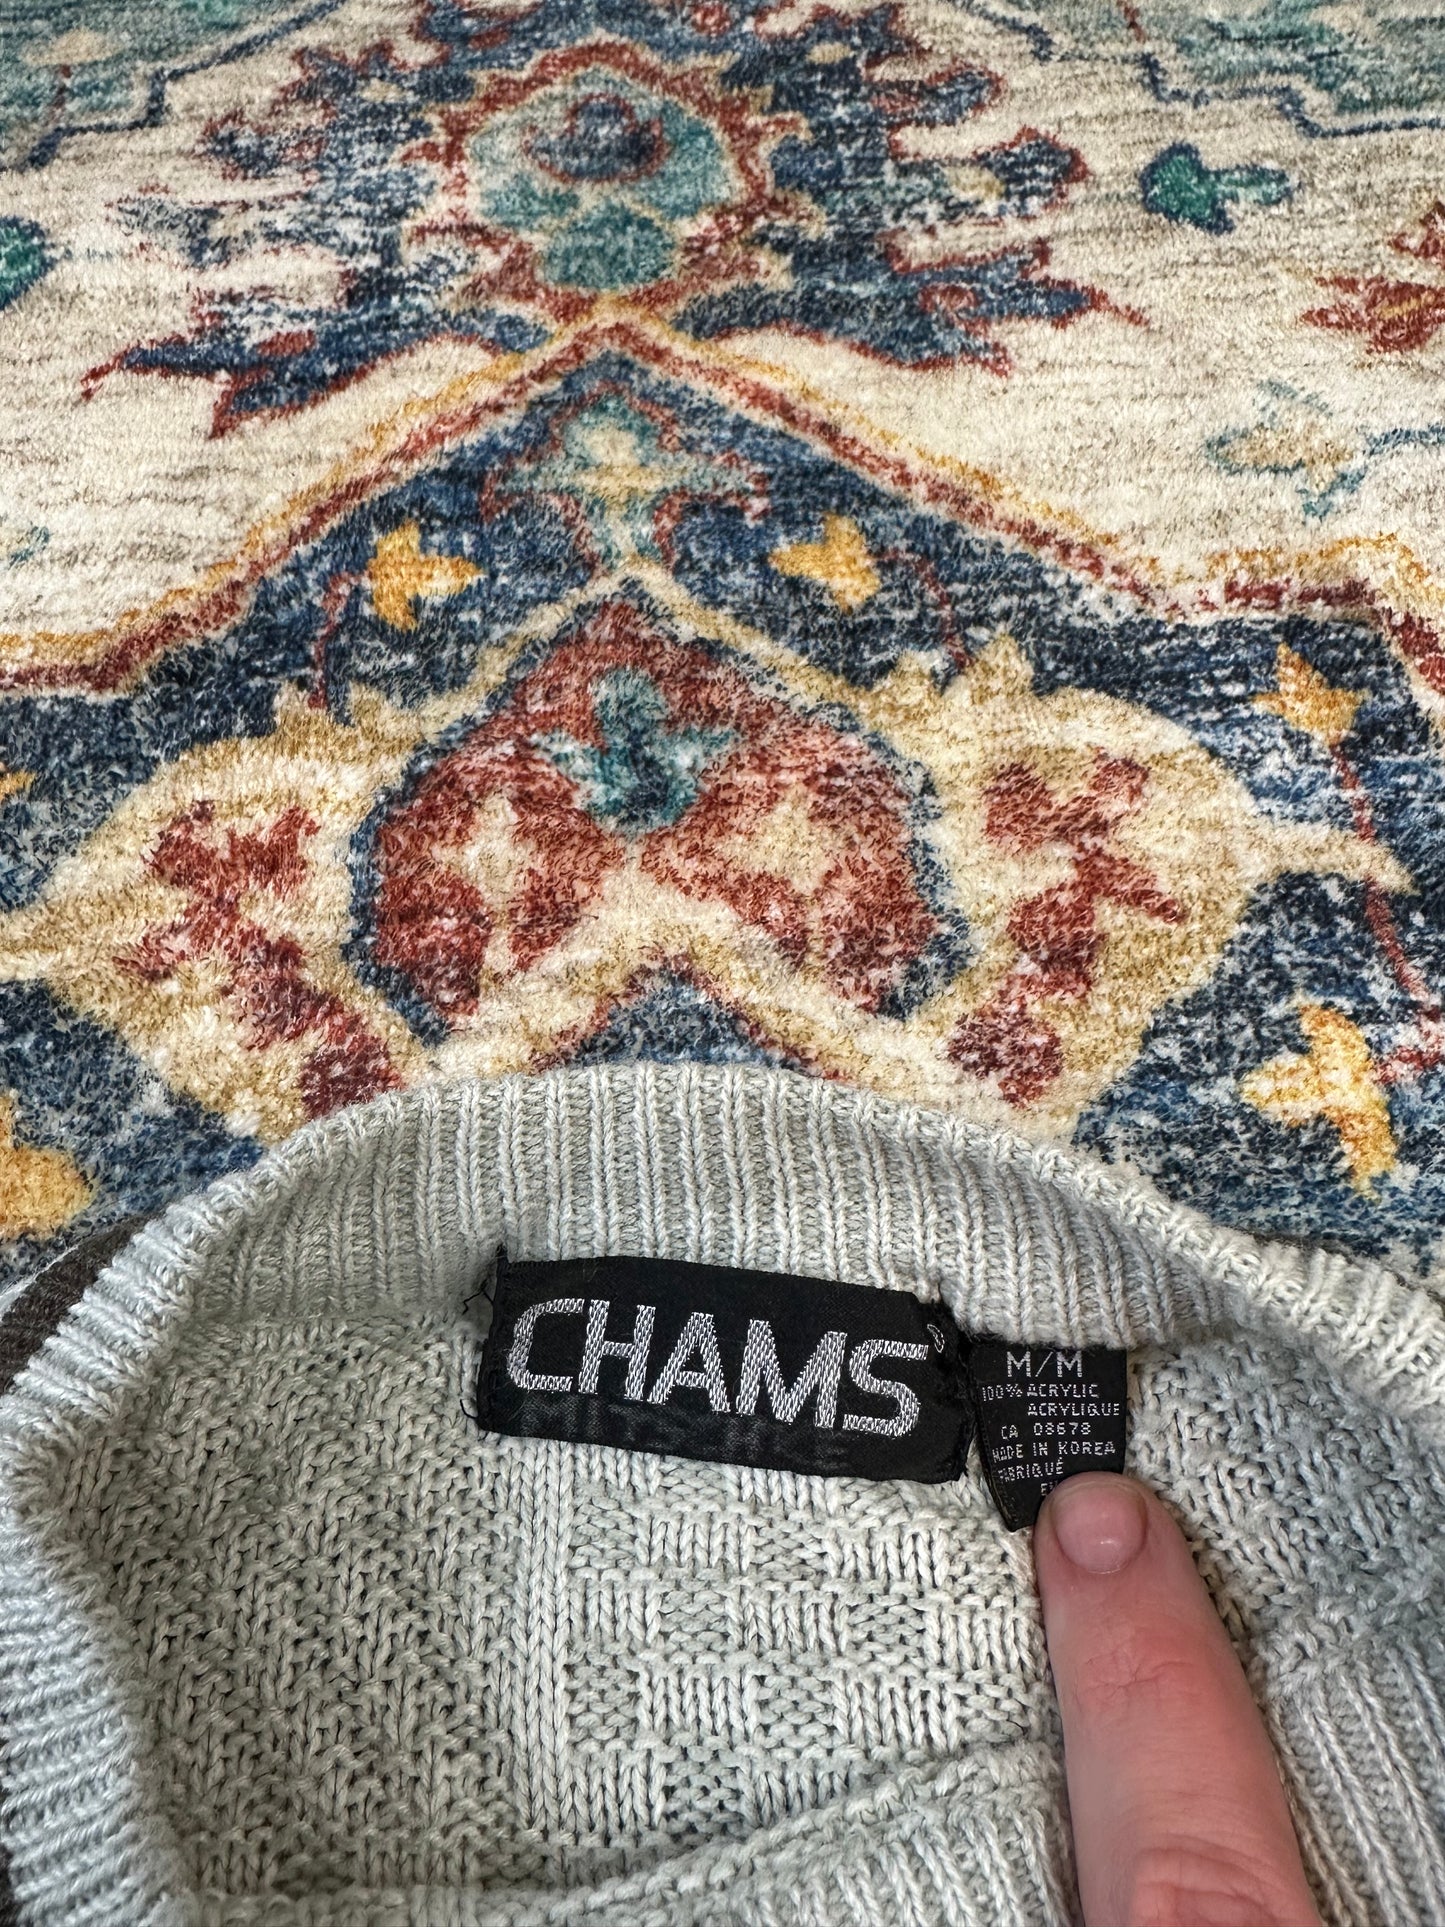 CHAMS
M/M
100% ACRYLIC
ACRYLIQUE
CA 08678
MADE IN KOREA
FABRIQUÉ